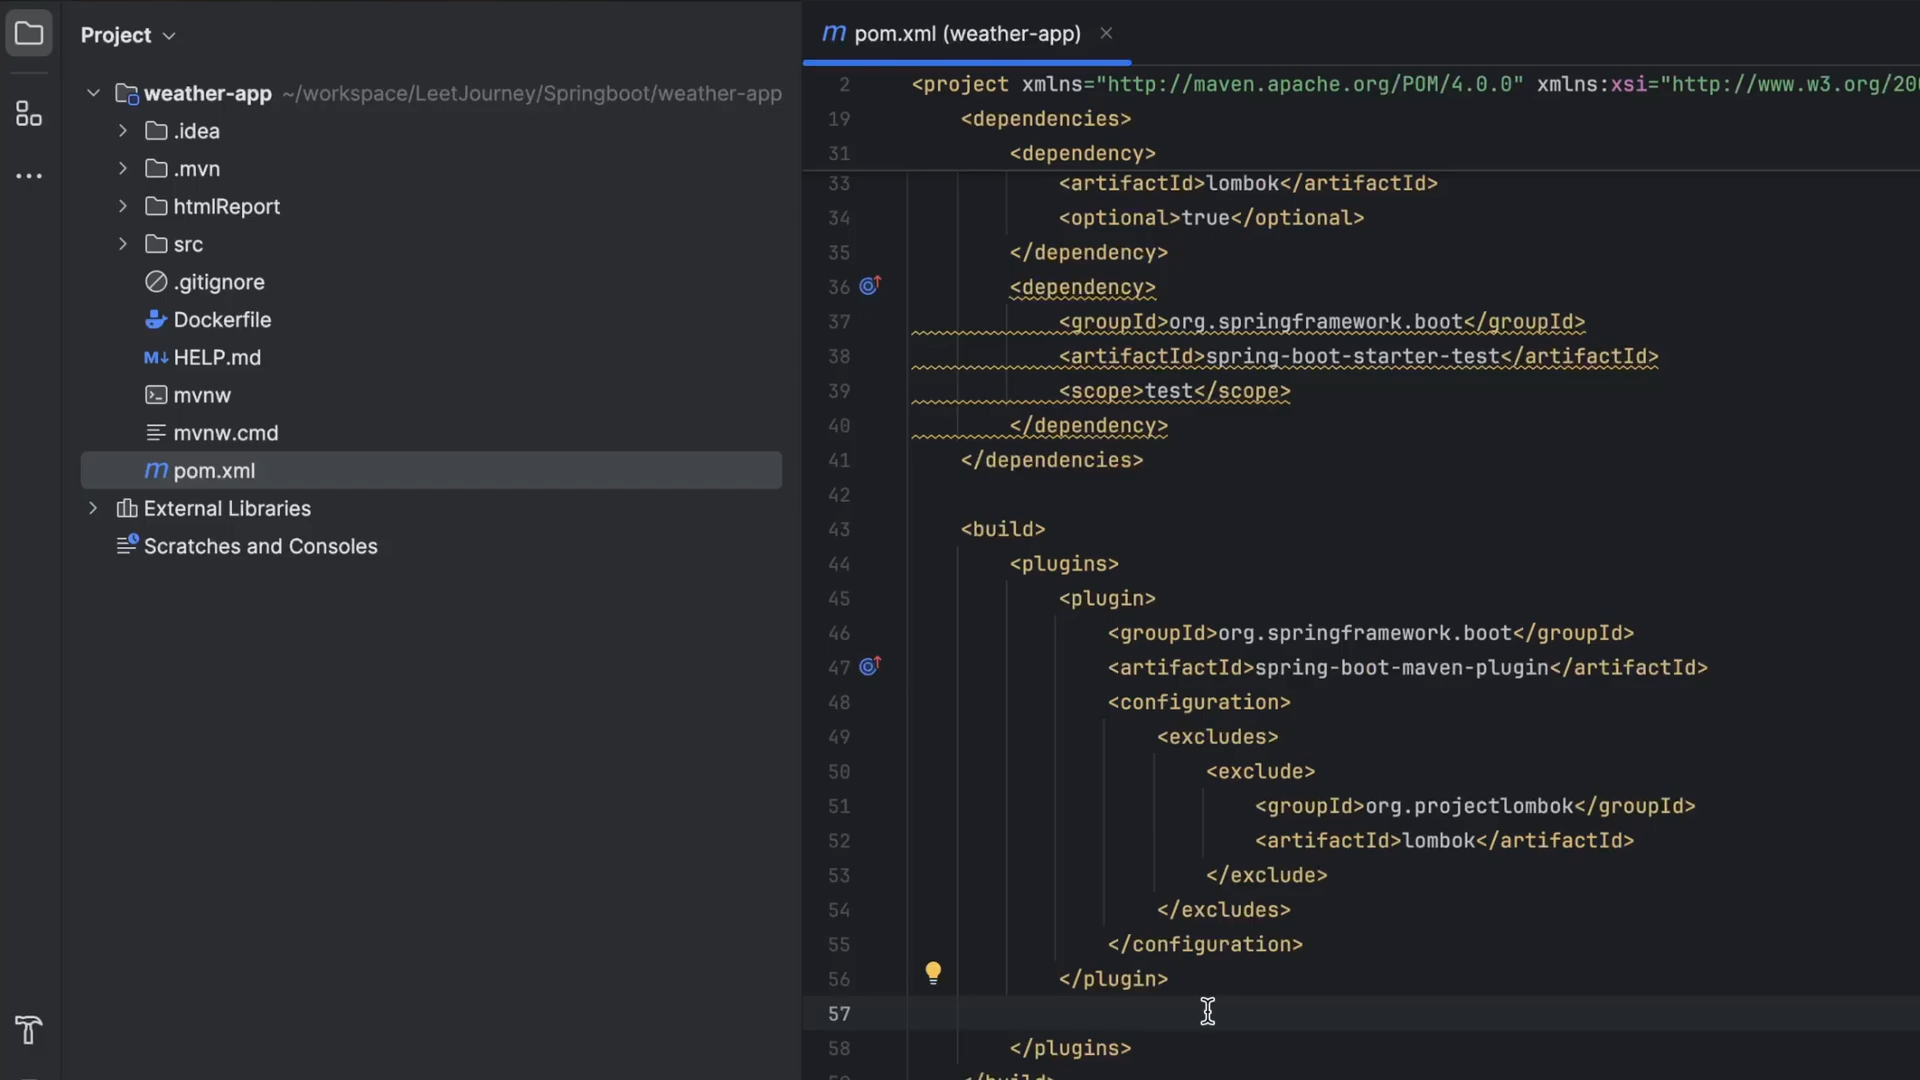 Project
weather-app ~/workspace/LeetJourney/Springboot/weather-app
.idea
.mvn
htmlReport
src
.gitignore
Dockerfile
HELP.md
mvnw
mvnw.cmd
pom.xml
External Libraries
Scratches and Consoles
pom.xml (weather-app)
2 <project xmlns="http://maven.apache.org/POM/4.0.0" xmlns:xsi="http://www.w3.org/20
19 <dependencies>
31 <dependency>
33 <artifactId>lombok</artifactId>
34 <optional>true</optional>
35 </dependency>
36 <dependency>
37 <groupId>org.springframework.boot</groupId>
38 <artifactId>spring-boot-starter-test</artifactId>
39 <scope>test</scope>
40 </dependency>
41 </dependencies>
42
43 <build>
44 <plugins>
45 <plugin>
46 <groupId>org.springframework.boot</groupId>
47 <artifactId>spring-boot-maven-plugin</artifactId>
48 <configuration>
49 <excludes>
50 <exclude>
51 <groupId>org.projectlombok</groupId>
52 <artifactId>lombok</artifactId>
53 </exclude>
54 </excludes>
55 </configuration>
56 </plugin>
57
58 </plugins>